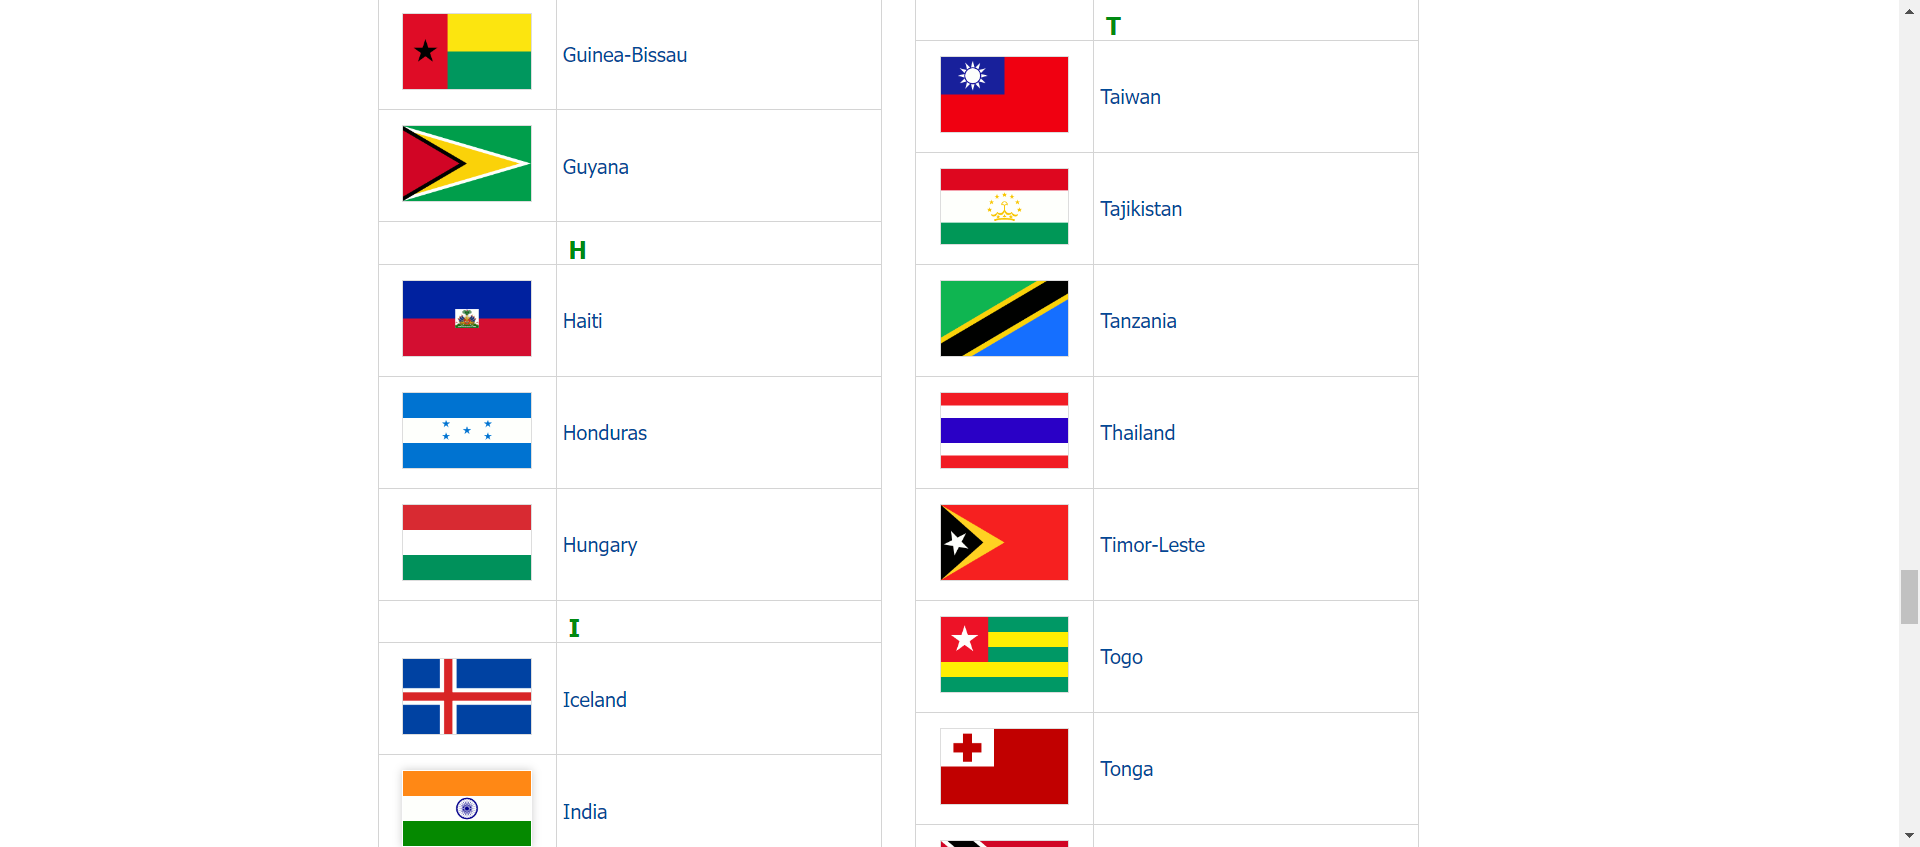 Guinea-Bissau
Guyana
H
Haiti
Honduras
Hungary
I
Iceland
India
T
Taiwan
Tajikistan
Tanzania
Thailand
Timor-Leste
Togo
Tonga